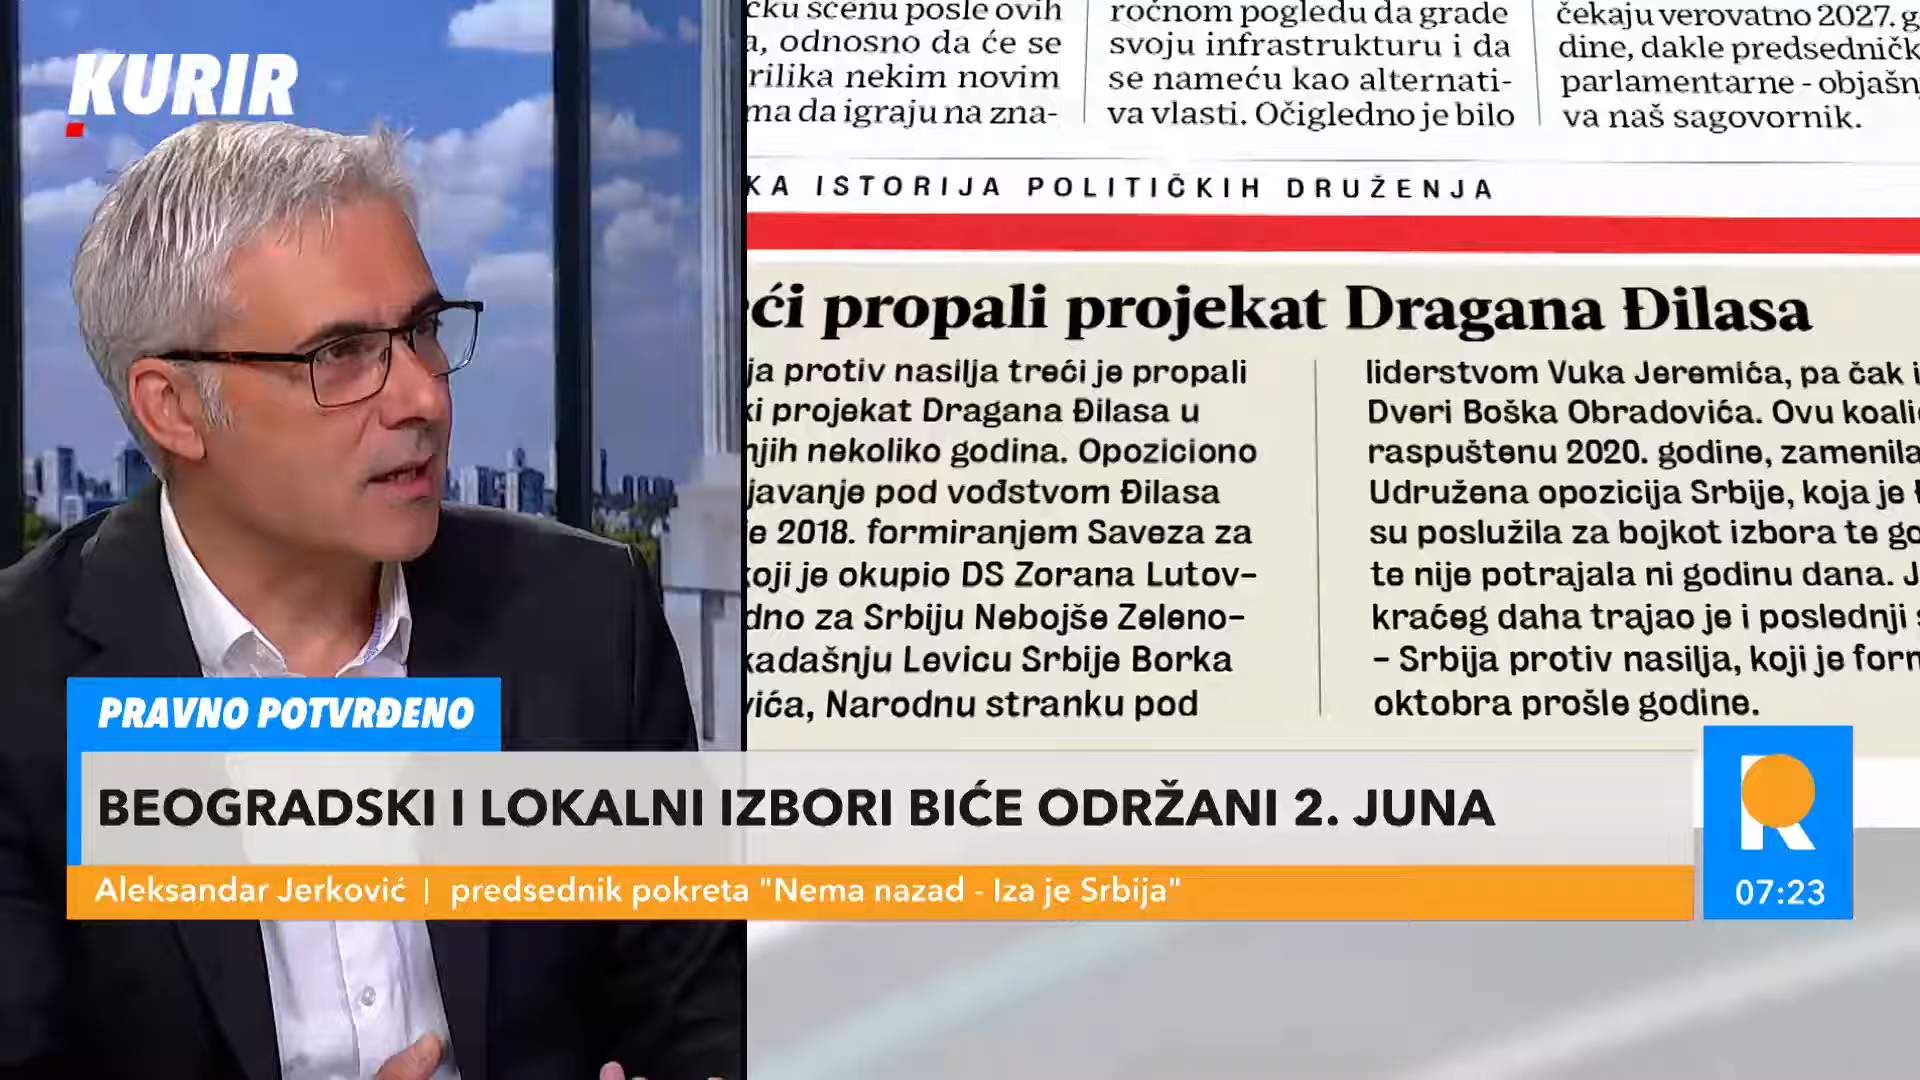 KURIR
čku scenu posle ovih
a, odnosno da će se
rilika nekim novim
ma da igraju na zna-
ročnom pogledu da grade
svoju infrastrukturu i da
se nameću kao alternati-
va vlasti. Očigledno je bilo
čekaju verovatno 2027. g
dine, dakle predsedničk
parlamentarne - objašn
va naš sagovornik.
KA ISTORIJA POLITIČKIH DRUŽENJA
eći propali projekat Dragana Đilasa
ja protiv nasilja treći je propali
ki projekat Dragana Đilasa u
njih nekoliko godina. Opoziciono
javanje pod vođstvom Đilasa
e 2018. formiranjem Saveza za
koji je okupio DS Zorana Lutov-
dno za Srbiju Nebojše Zeleno-
kadašnju Levicu Srbije Borka
vića, Narodnu stranku pod
liderstvom Vuka Jeremića, pa čak i
Dveri Boška Obradovića. Ovu koalic
raspuštenu 2020. godine, zamenila
Udružena opozicija Srbije, koja je
su poslužila za bojkot izbora te go
te nije potrajala ni godinu dana. J
kraćeg daha trajao je i poslednji s
– Srbija protiv nasilja, koji je form
oktobra prošle godine.
PRAVNO POTVRĐENO
BEOGRADSKI I LOKALNI IZBORI BIĆE ODRŽANI 2. JUNA
Aleksandar Jerković | predsednik pokreta "Nema nazad - Iza je Srbija"
R
07:23